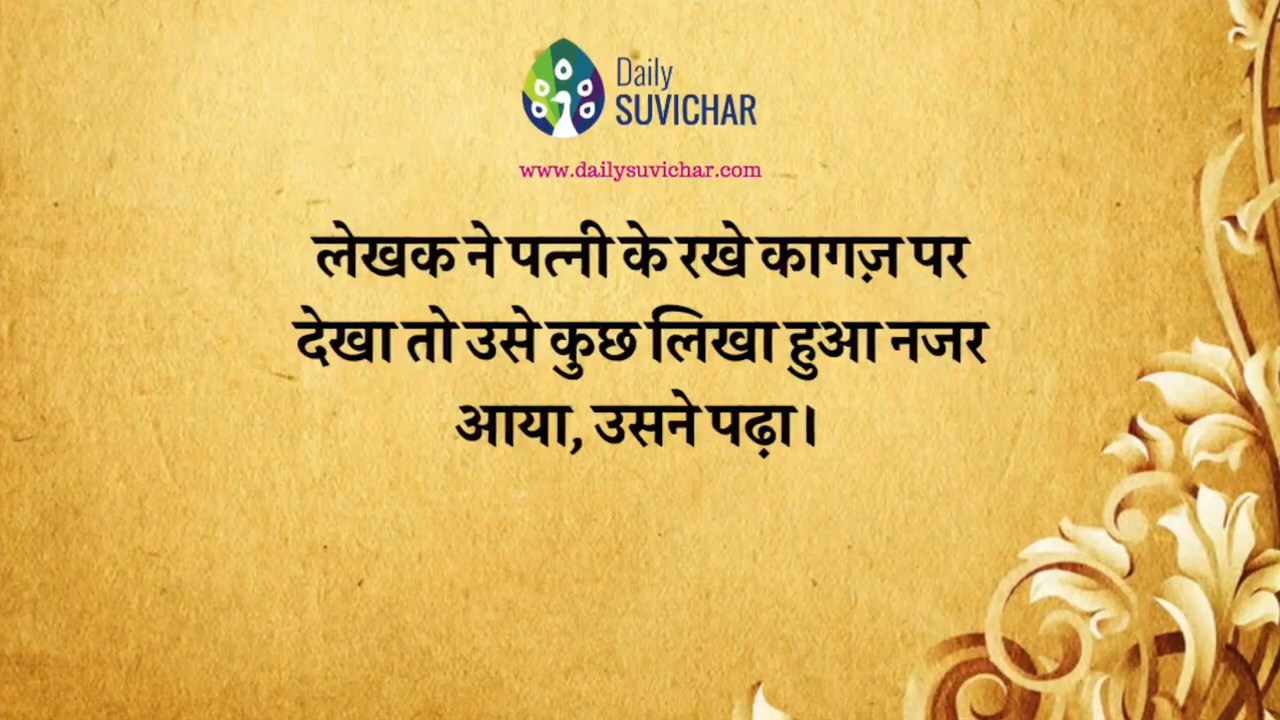 Daily
SUVICHAR
www.dailysuvichar.com
लेखक ने पत्नी के रखे कागज़ पर
देखा तो उसे कुछ लिखा हुआ नजर
आया, उसने पढ़ा।